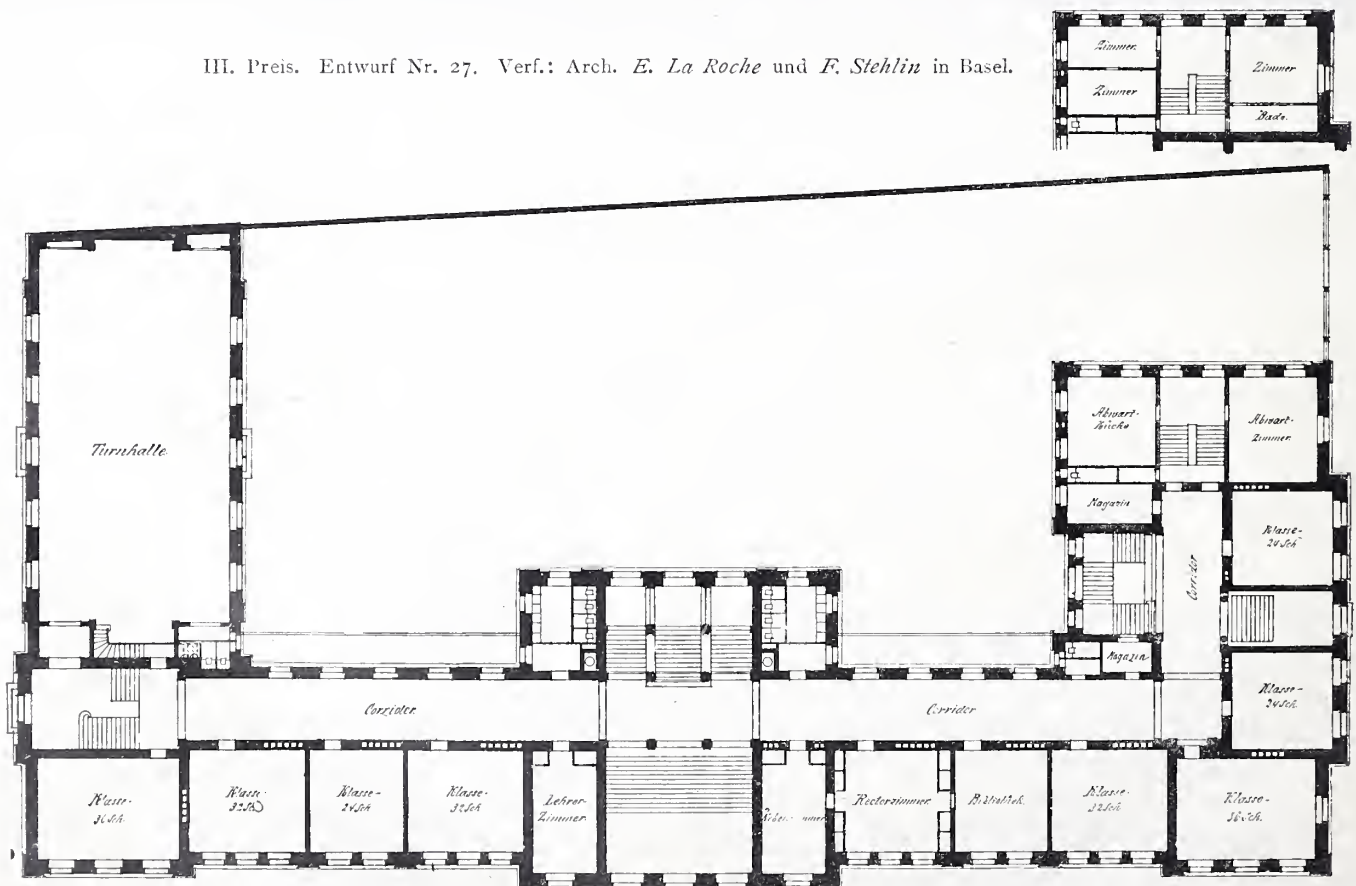 III. Preis. Entwurf Nr. 27. Verf.: Arch. E. La Roche und F. Stehlin in Basel.
Zimmer
Zimmer
Zimmer
Bade.
Turnhalle
Abwart-
Küche
Abwart-
Zimmer
Magazin
Klasse-
24 Sch
Corridor
Magazin
Klasse-
24 Sch.
Corridor
Corridor
Klasse-
36 Sch.
Klasse-
32 Sch
Klasse-
24 Sch
Klasse-
32 Sch
Lehrer-
Zimmer
Rectorzimmer
Bibliothek.
Klasse-
32 Sch
Klasse-
36 Sch.